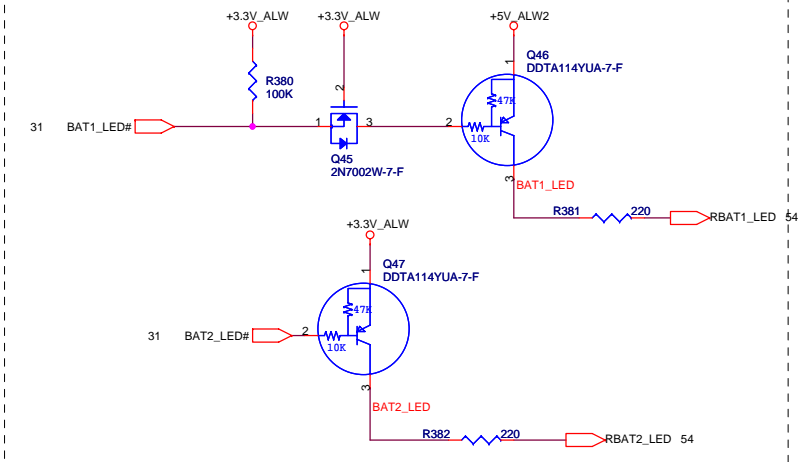 +3.3V_ALW
+3.3V_ALW
+5V_ALW2
Q46
DDTA114YUA-7-F
R380
100K
2
1
47K
31
BAT1_LED#
1
3
2
10K
Q45
2N7002W-7-F
3
BAT1_LED
R381
220
RBAT1_LED
54
+3.3V_ALW
Q47
DDTA114YUA-7-F
1
47K
31
BAT2_LED#
2
10K
3
BAT2_LED
R382
220
RBAT2_LED
54